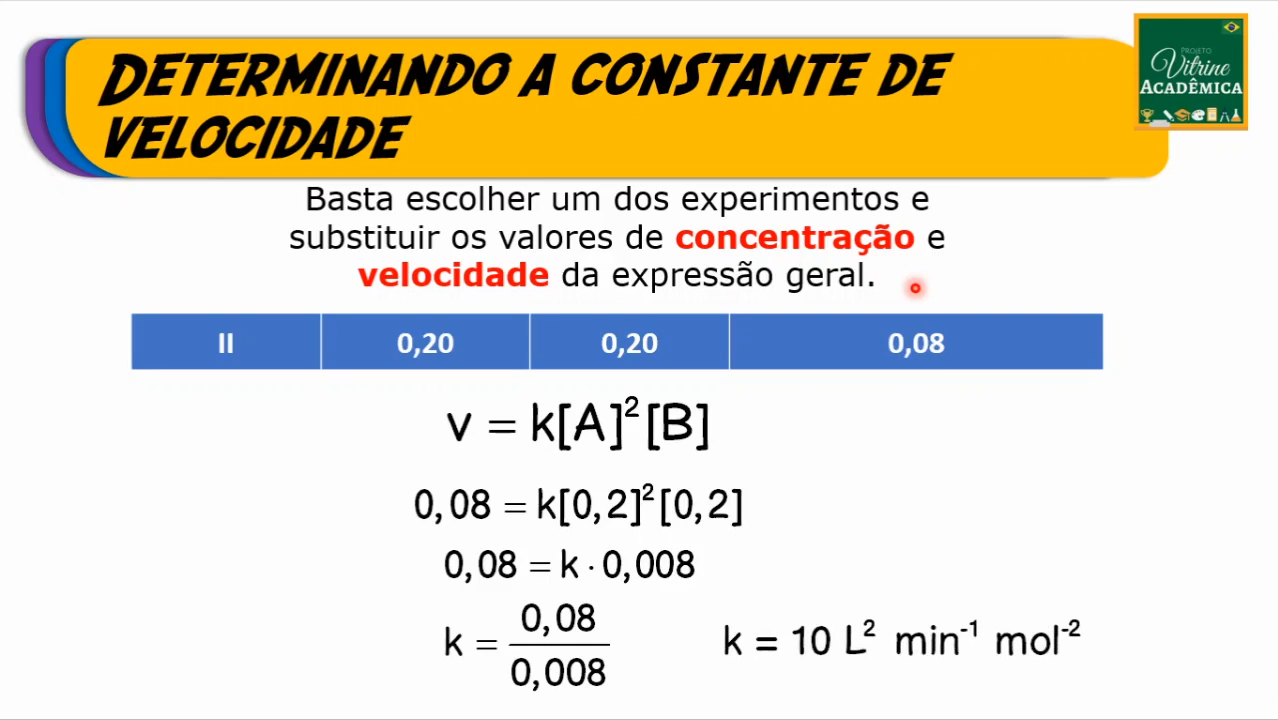 DETERMINANDO A CONSTANTE DE
VELOCIDADE
PROJETO
Vitrine
ACADÊMICA
Basta escolher um dos experimentos e
substituir os valores de concentração e
velocidade da expressão geral.
II 0,20 0,20 0,08
v = k[A]²[B]
0,08 = k[0,2]²[0,2]
0,08 = k · 0,008
k = 0,08 / 0,008
k = 10 L² min⁻¹ mol⁻²